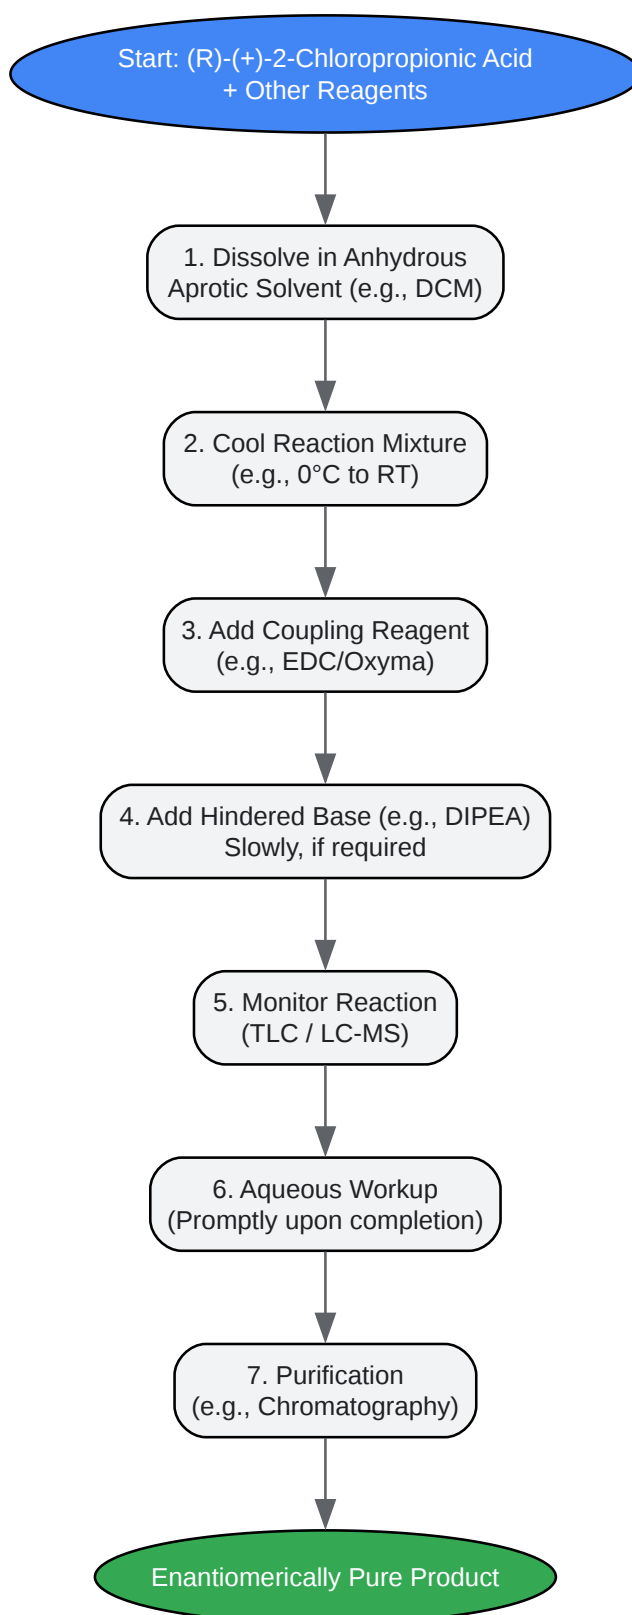 Start: (R)-(+)-2-Chloropropionic Acid
+ Other Reagents
1. Dissolve in Anhydrous
Aprotic Solvent (e.g., DCM)
2. Cool Reaction Mixture
(e.g., 0°C to RT)
3. Add Coupling Reagent
(e.g., EDC/Oxyma)
4. Add Hindered Base (e.g., DIPEA)
Slowly, if required
5. Monitor Reaction
(TLC / LC-MS)
6. Aqueous Workup
(Promptly upon completion)
7. Purification
(e.g., Chromatography)
Enantiomerically Pure Product